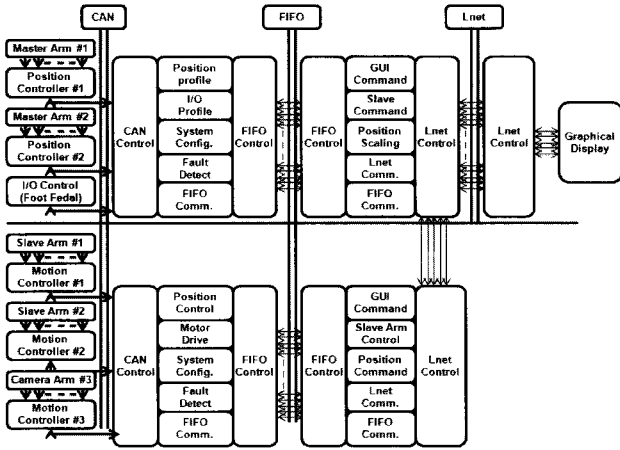 CAN
FIFO
Lnet
Master Arm #1
Position
Controller #1
Master Arm #2
Position
Controller #2
I/O Control
(Foot Fedal)
CAN
Control
Position
profile
I/O
Profile
System
Config.
Fault
Detect
FIFO
Comm.
FIFO
Control
FIFO
Control
GUI
Command
Slave
Command
Position
Scaling
Lnet
Comm.
FIFO
Comm.
Lnet
Control
Lnet
Control
Graphical
Display
Slave Arm #1
Motion
Controller #1
Slave Arm #2
Motion
Controller #2
Camera Arm #3
Motion
Controller #3
CAN
Control
Position
Control
Motor
Drive
System
Config.
Fault
Detect
FIFO
Comm.
FIFO
Control
FIFO
Control
GUI
Command
Slave Arm
Control
Position
Command
Lnet
Comm.
FIFO
Comm.
Lnet
Control